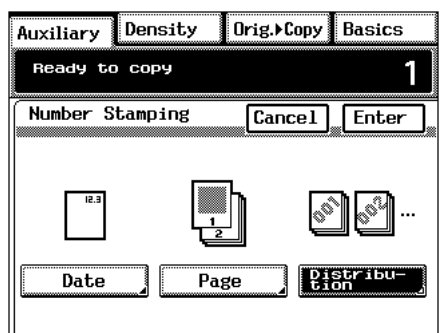 Auxiliary Density Orig.▸Copy Basics
Ready to copy 1
Number Stamping Cancel Enter
12.3 1 2 001 002 ...
Date Page Distribu-
tion